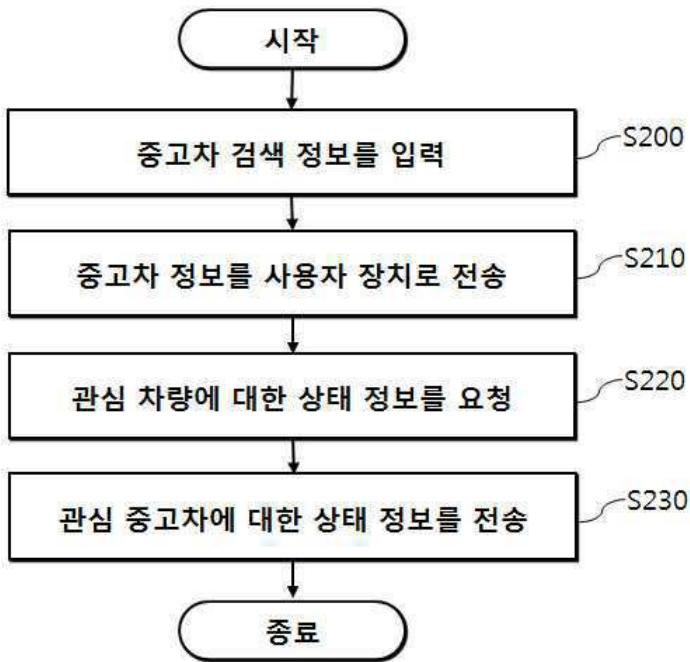 시작
중고차 검색 정보를 입력
S200
중고차 정보를 사용자 장치로 전송
S210
관심 차량에 대한 상태 정보를 요청
S220
관심 중고차에 대한 상태 정보를 전송
S230
종료